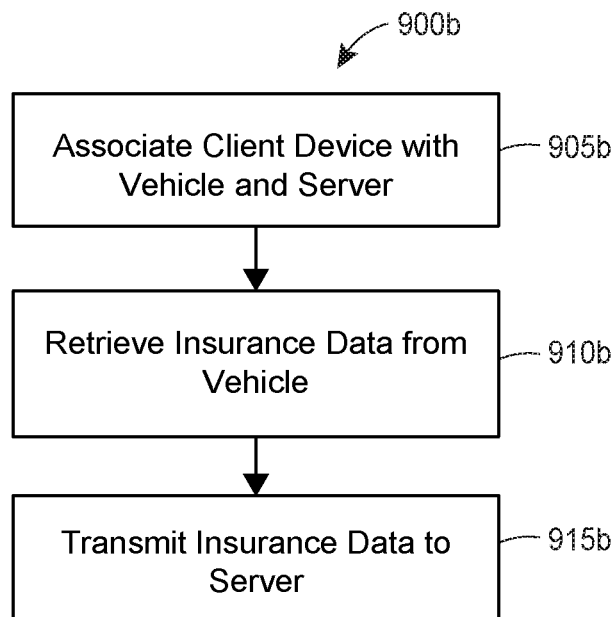 900b
Associate Client Device with
Vehicle and Server
905b
Retrieve Insurance Data from
Vehicle
910b
Transmit Insurance Data to
Server
915b